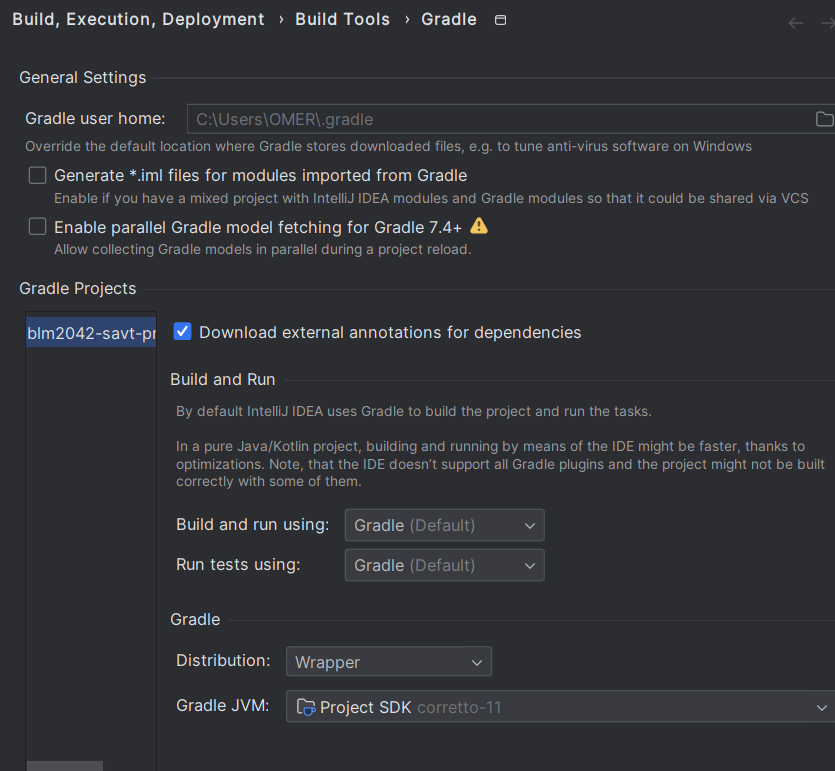 Build, Execution, Deployment › Build Tools › Gradle
General Settings
Gradle user home: C:\Users\OMER\.gradle
Override the default location where Gradle stores downloaded files, e.g. to tune anti-virus software on Windows
Generate *.iml files for modules imported from Gradle
Enable if you have a mixed project with IntelliJ IDEA modules and Gradle modules so that it could be shared via VCS
Enable parallel Gradle model fetching for Gradle 7.4+
Allow collecting Gradle models in parallel during a project reload.
Gradle Projects
blm2042-savt-pr
Download external annotations for dependencies
Build and Run
By default IntelliJ IDEA uses Gradle to build the project and run the tasks.
In a pure Java/Kotlin project, building and running by means of the IDE might be faster, thanks to
optimizations. Note, that the IDE doesn't support all Gradle plugins and the project might not be built
correctly with some of them.
Build and run using: Gradle (Default)
Run tests using: Gradle (Default)
Gradle
Distribution: Wrapper
Gradle JVM: Project SDK corretto-11